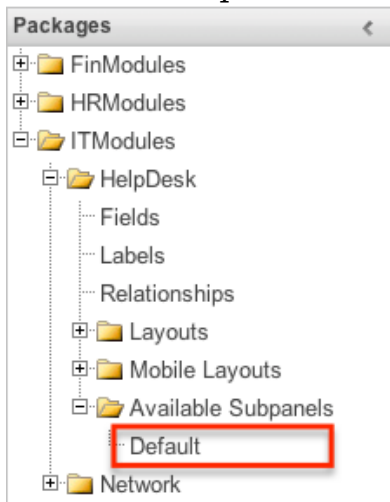 Packages
FinModules
HRModules
ITModules
HelpDesk
Fields
Labels
Relationships
Layouts
Mobile Layouts
Available Subpanels
Default
Network